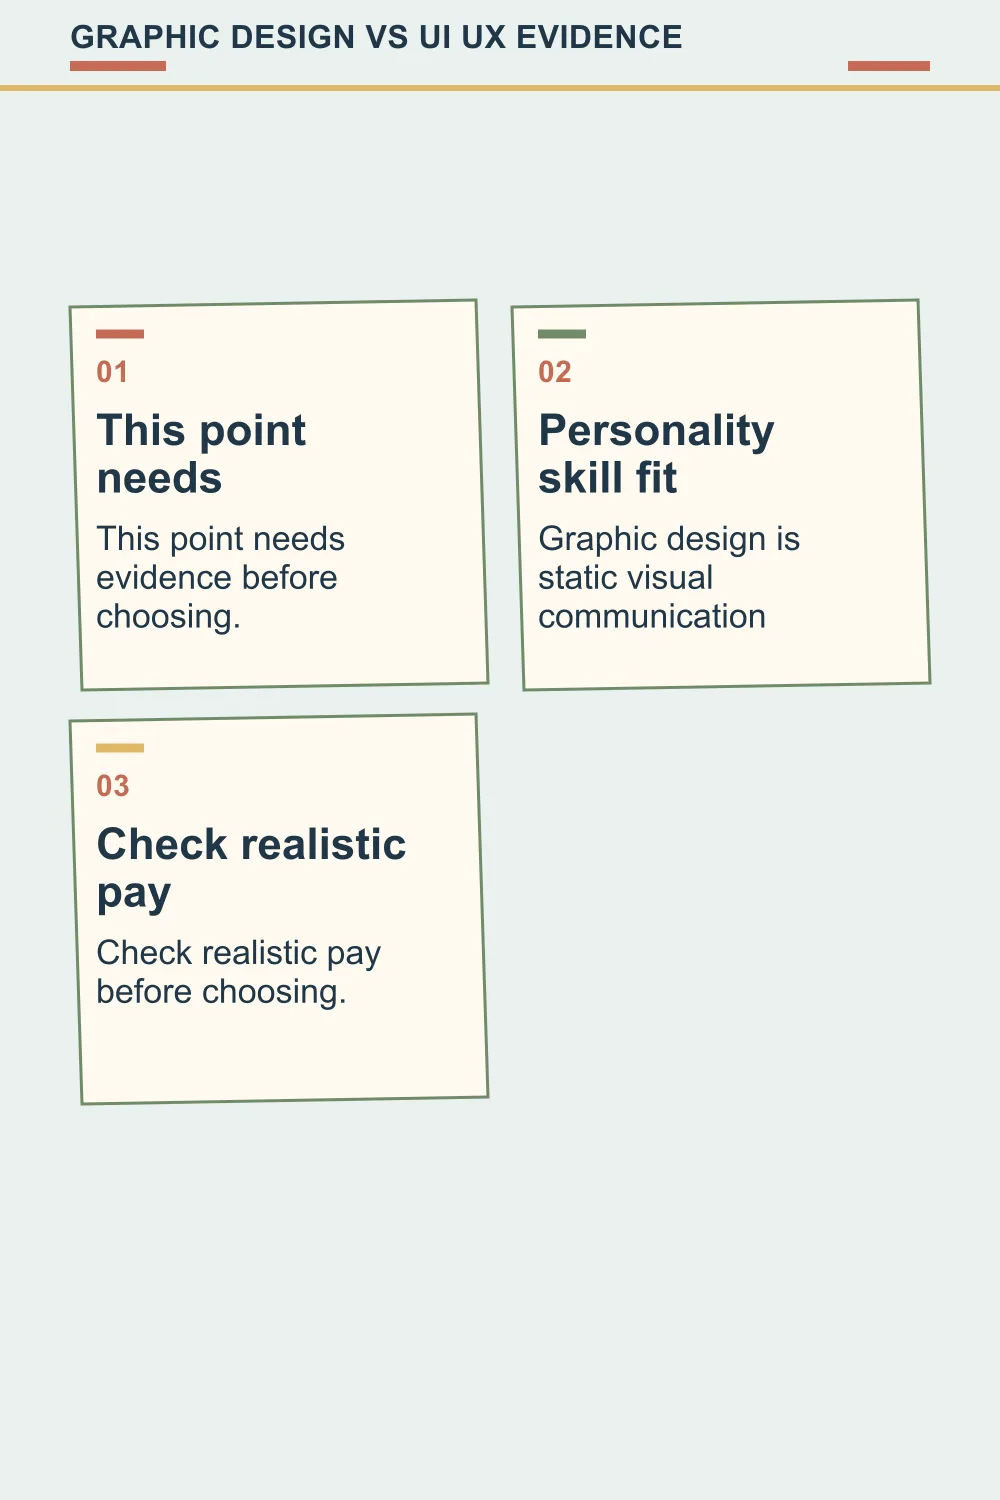 GRAPHIC DESIGN VS UI UX EVIDENCE
01
This point
needs
This point needs
evidence before
choosing.
02
Personality
skill fit
Graphic design is
static visual
communication
03
Check realistic
pay
Check realistic pay
before choosing.